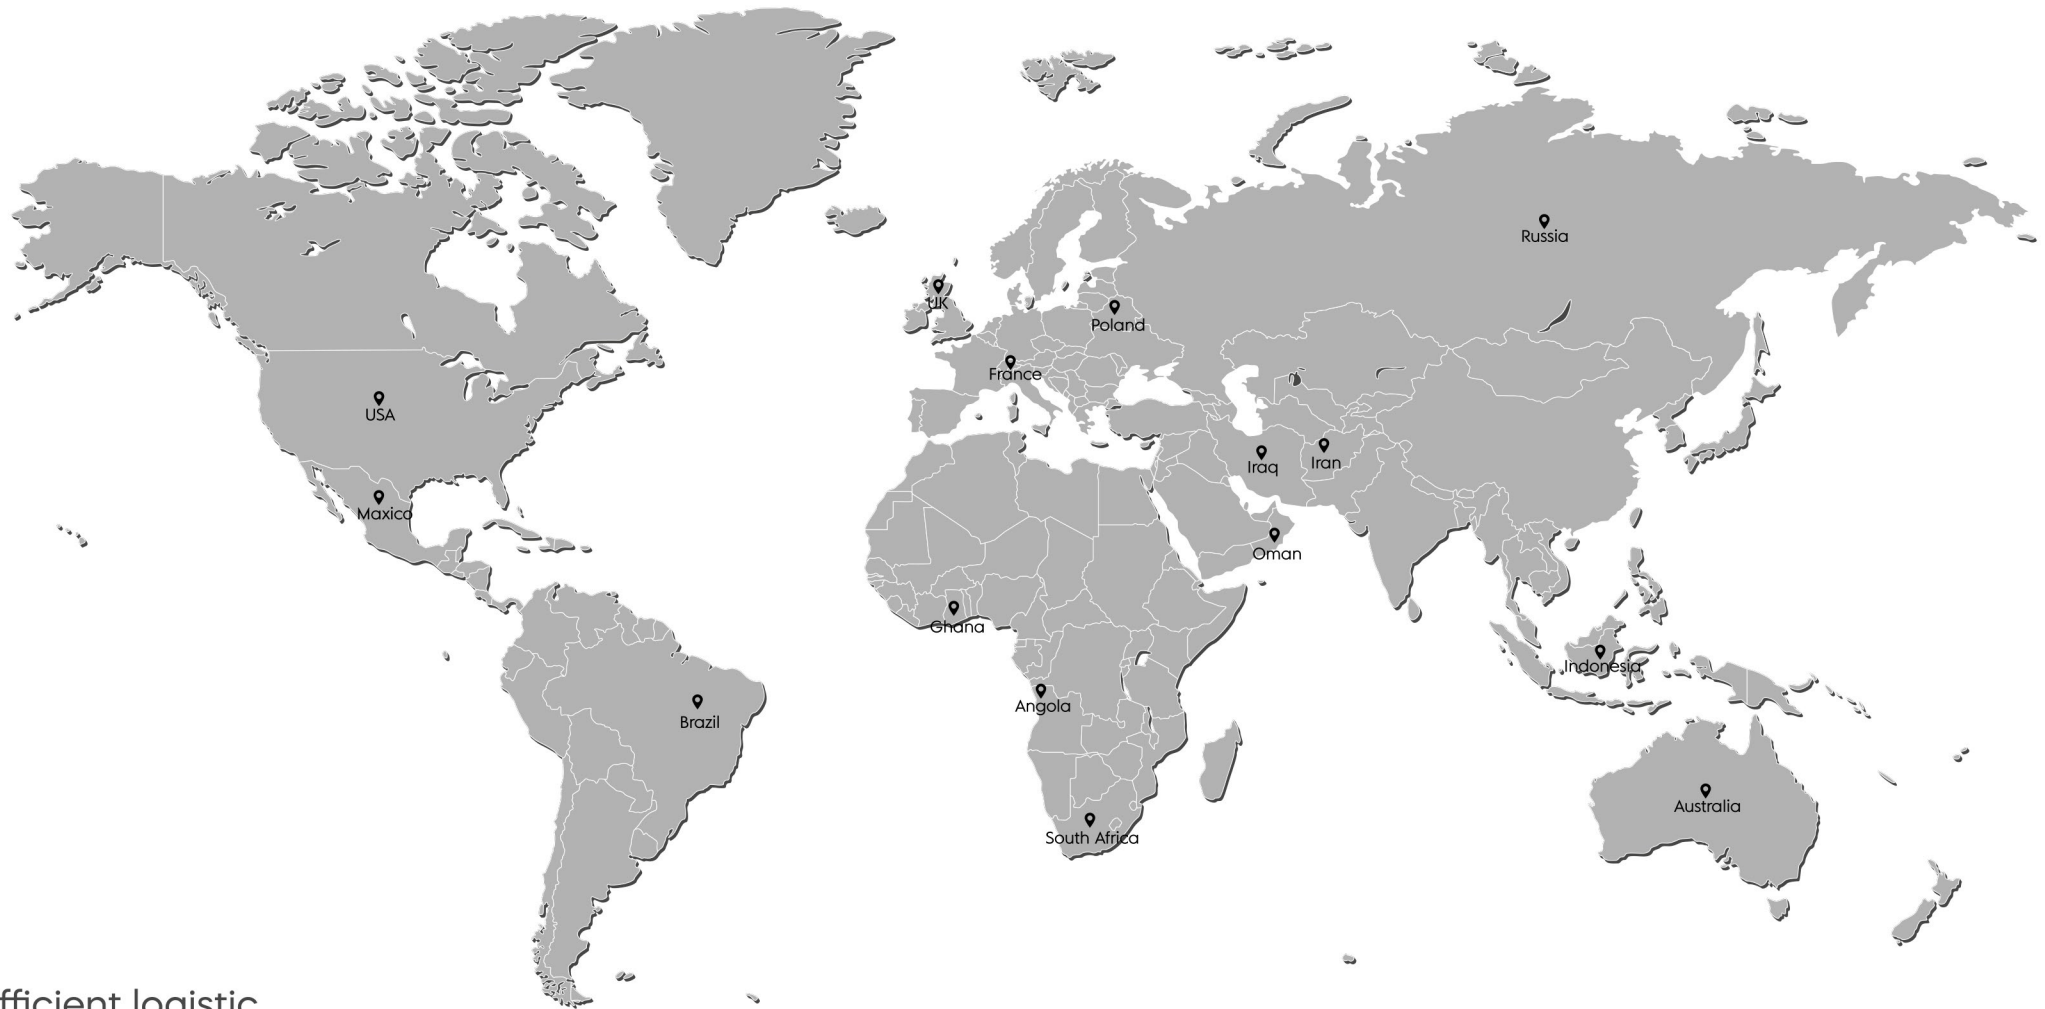 Russia
UK
Poland
France
USA
Iraq
Iran
Maxico
Oman
Ghana
Indonesia
Angola
Brazil
Australia
South Africa
fficient logistic